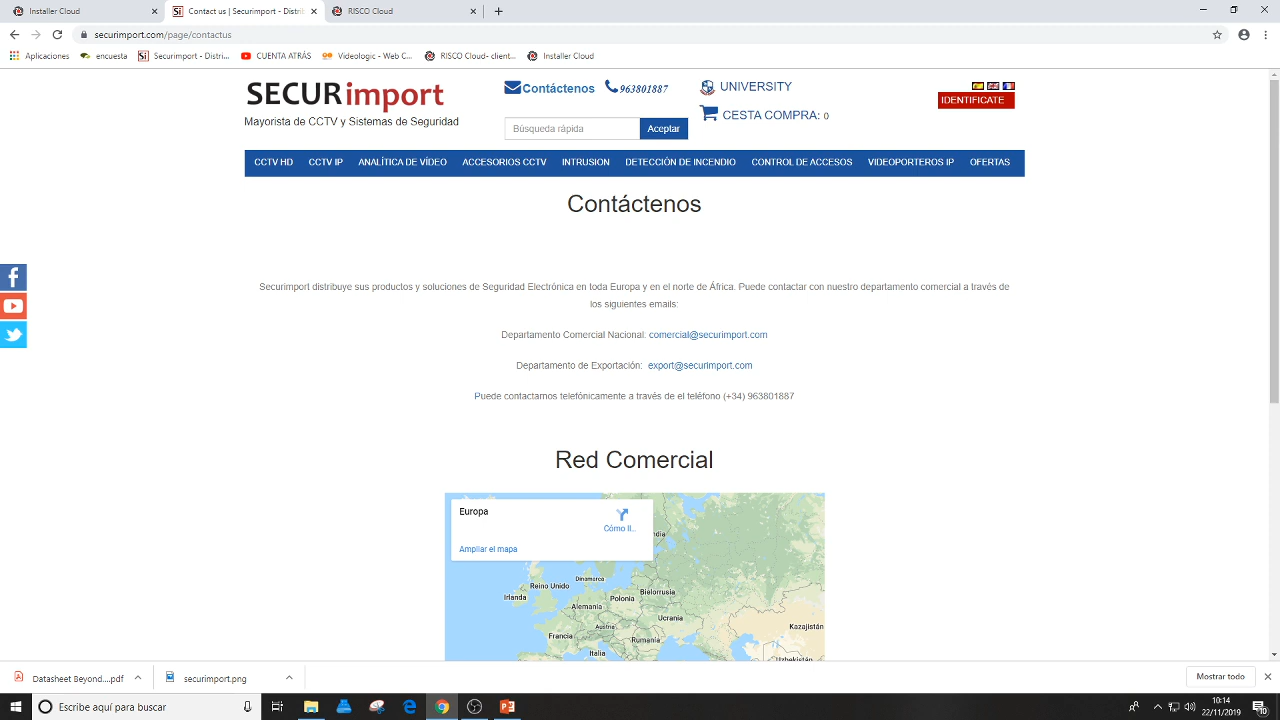 Installer Cloud
Contact us | Securimport - Distri
RISCO Cloud
securimport.com/page/contactus
Aplicaciones
encuesta
Securimport - Distri...
CUENTA ATRÁS
Videologic - Web C...
RISCO Cloud- client...
Installer Cloud
SECURimport
Mayorista de CCTV y Sistemas de Seguridad
Contáctenos
963801887
UNIVERSITY
CESTA COMPRA: 0
IDENTIFICATE
Búsqueda rápida
Aceptar
CCTV HD
CCTV IP
ANALÍTICA DE VÍDEO
ACCESORIOS CCTV
INTRUSION
DETECCIÓN DE INCENDIO
CONTROL DE ACCESOS
VIDEOPORTEROS IP
OFERTAS
Contáctenos
Securimport distribuye sus productos y soluciones de Seguridad Electrónica en toda Europa y en el norte de África. Puede contactar con nuestro departamento comercial a través de
los siguientes emails:
Departamento Comercial Nacional: comercial@securimport.com
Departamento de Exportación: export@securimport.com
Puede contactarnos telefónicamente a través de el teléfono (+34) 963801887
Red Comercial
Europa
Cómo ll...
Ampliar el mapa
ndia
Reino Unido
Dinamarca
Irlanda
Bielorrusia
Polonia
Alemania
Ucrania
Austria
Kazajistán
Francia
Rumanía
Italia
Uzbekistán
Datasheet Beyond....pdf
securimport.png
Mostrar todo
Escribe aquí para buscar
10:14
22/11/2019
10